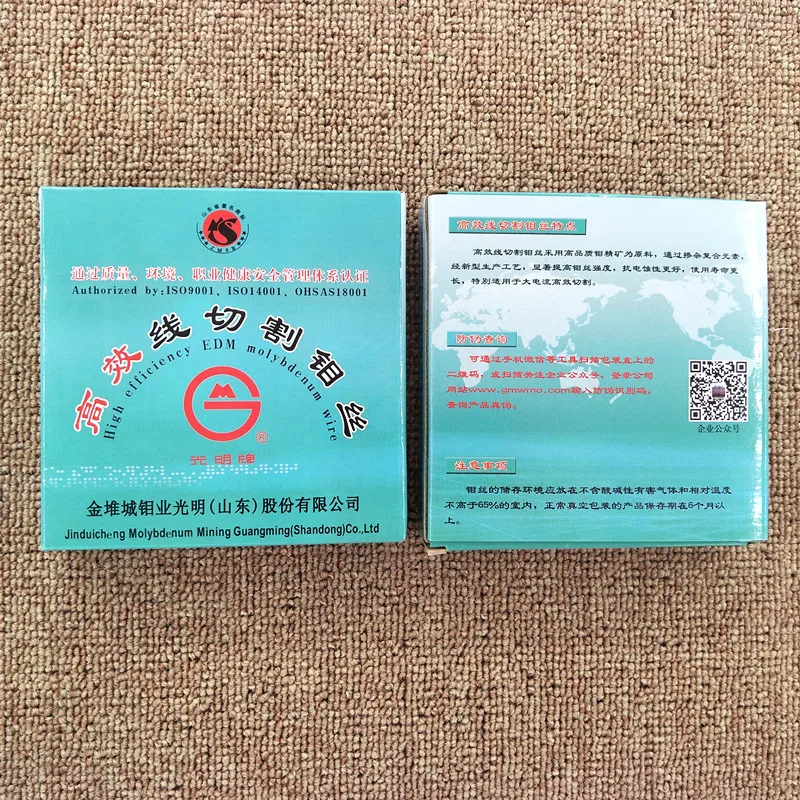 山东省著名商标
通过质量、环境、职业健康安全管理体系认证
Authorized by:ISO9001、ISO14001、OHSAS18001
高效线切割钼丝
High efficiency EDM molybdenum wire
®
光明牌
金堆城钼业光明(山东)股份有限公司
Jinduicheng Molybdenum Mining Guangming(Shandong)Co.,Ltd
高效线切割钼丝特点
高效线切割钼丝采用高品质钼精矿为原料，通过掺杂复合元素，
经新型生产工艺，显著提高钼丝强度，抗电蚀性更好，使用寿命更
长，特别适用于大电流高效切割。
防伪查询
可通过手机微信等工具扫描包装盒上的
二维码，或扫描关注企业公众号、登录公司
网站www.gmwmo.com输入防伪识别码，
查询产品真伪。
企业公众号
注意事项
钼丝的储存环境应放在不含酸碱性有害气体和相对温度
不高于65%的室内，正常真空包装的产品保存期在6个月以
上。